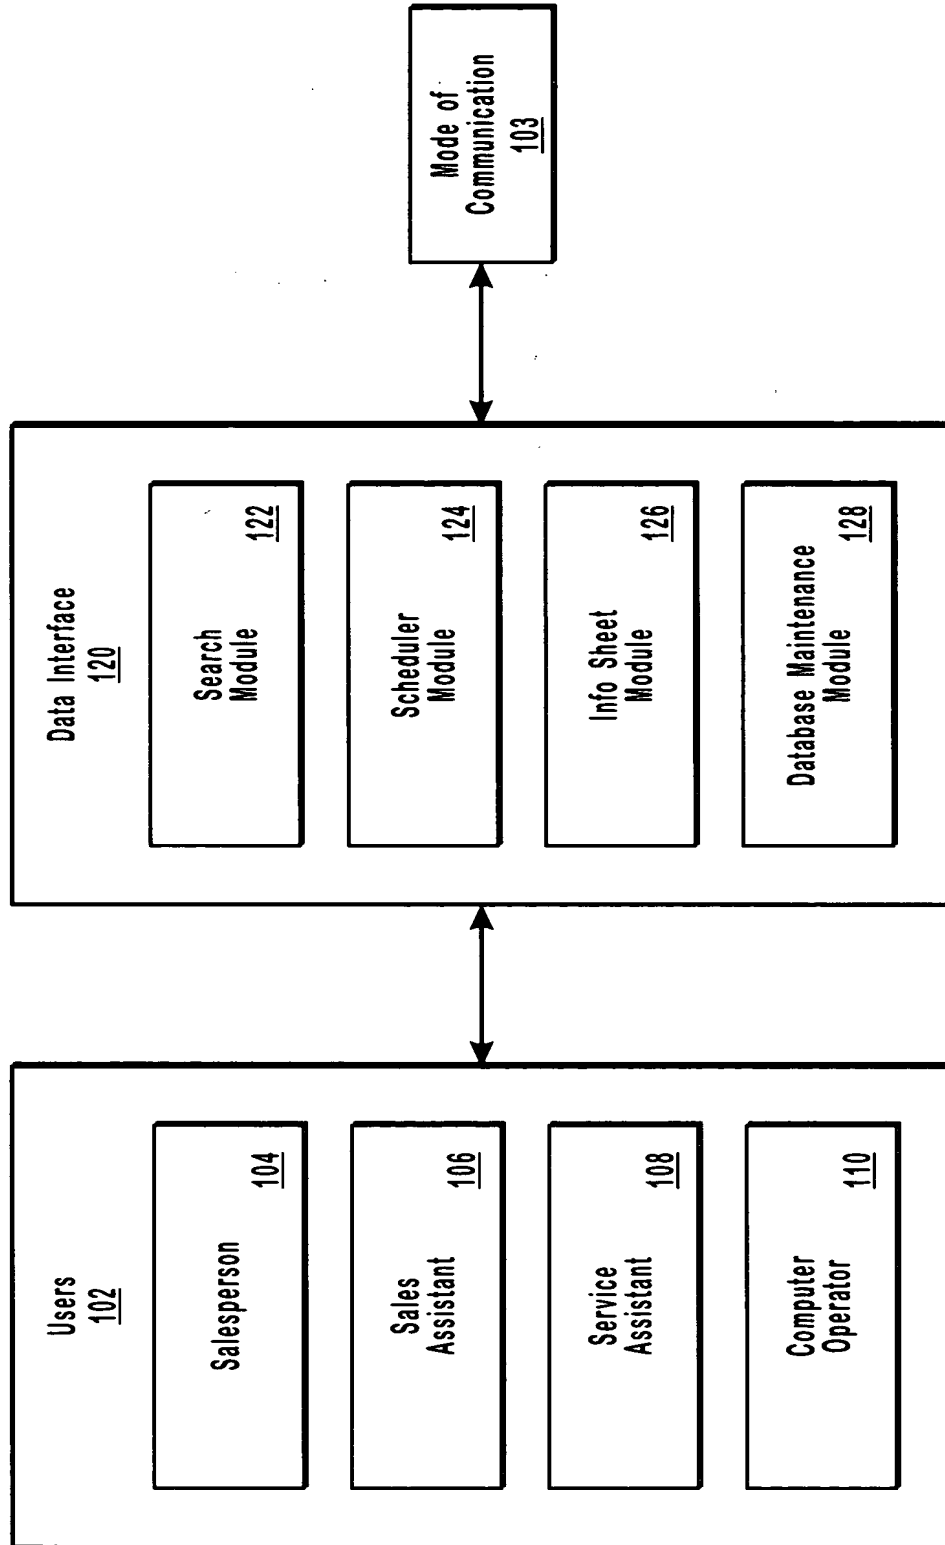 Users
102
Salesperson
104
Sales
Assistant
106
Service
Assistant
108
Computer
Operator
110
Data Interface
120
Search
Module
122
Scheduler
Module
124
Info Sheet
Module
126
Database Maintenance
Module
128
Mode of
Communication
103